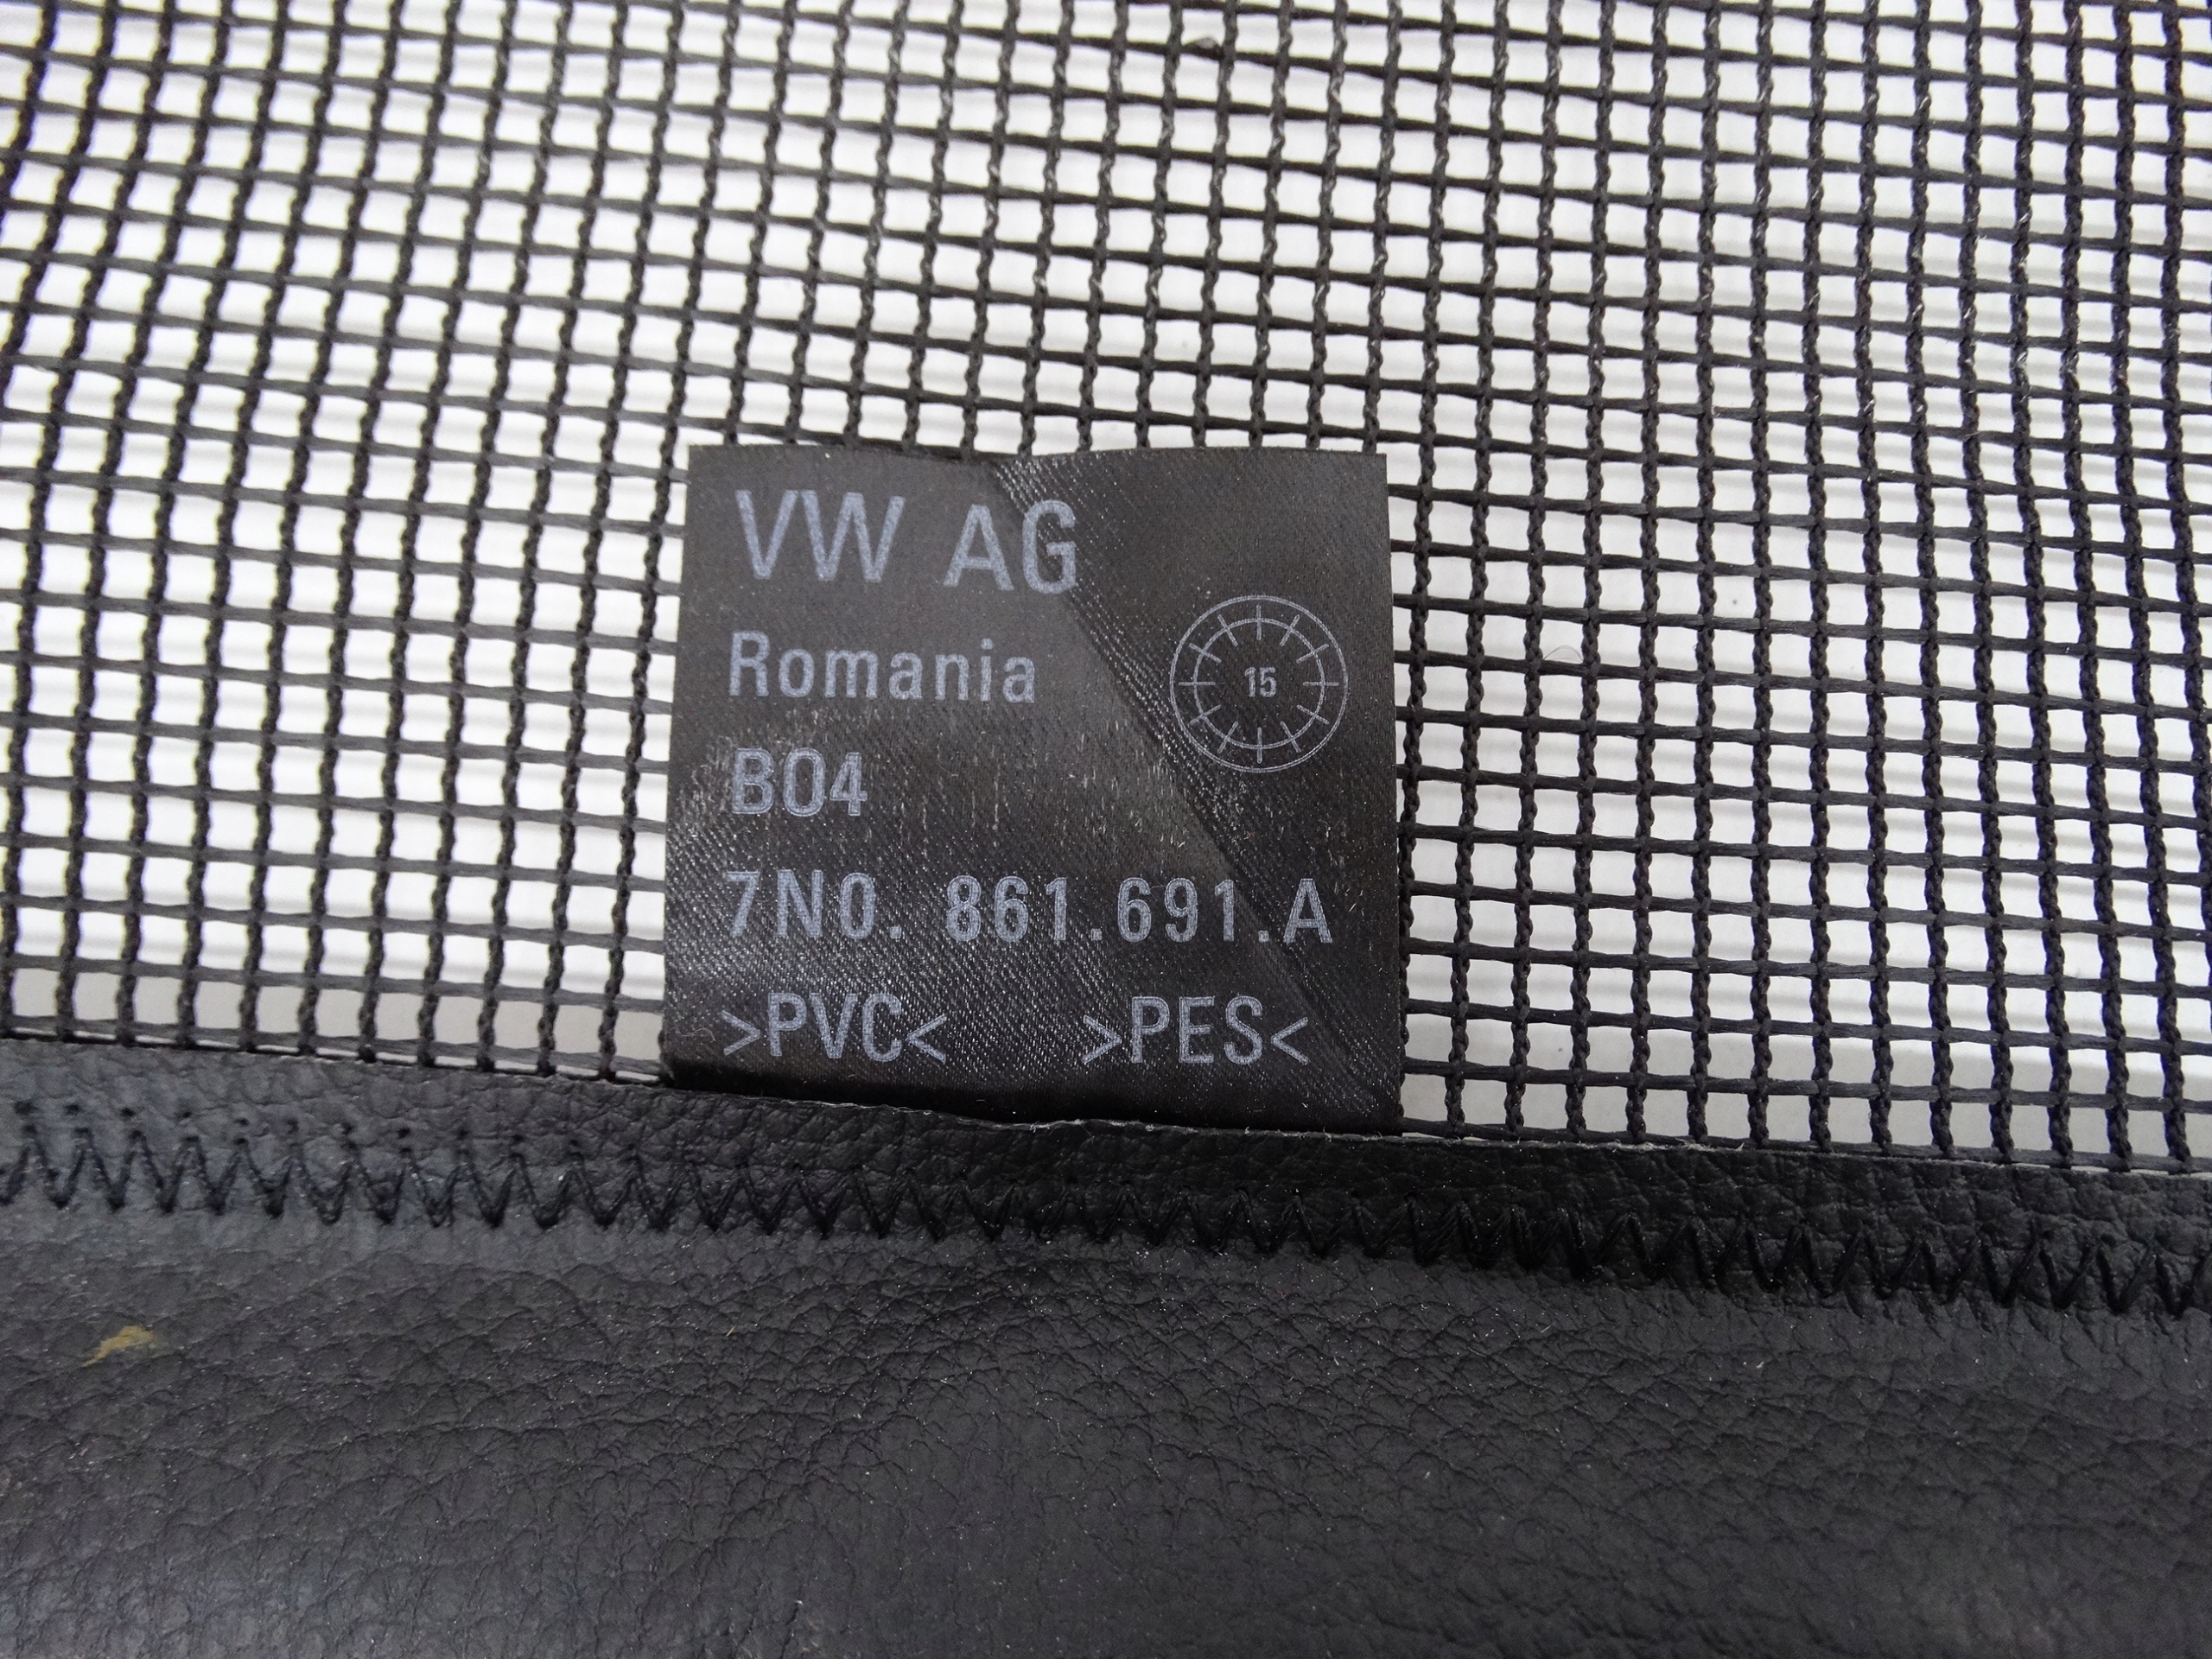 VW AG
Romania
15
B04
7N0. 861.691.A
>PVC< >PES<